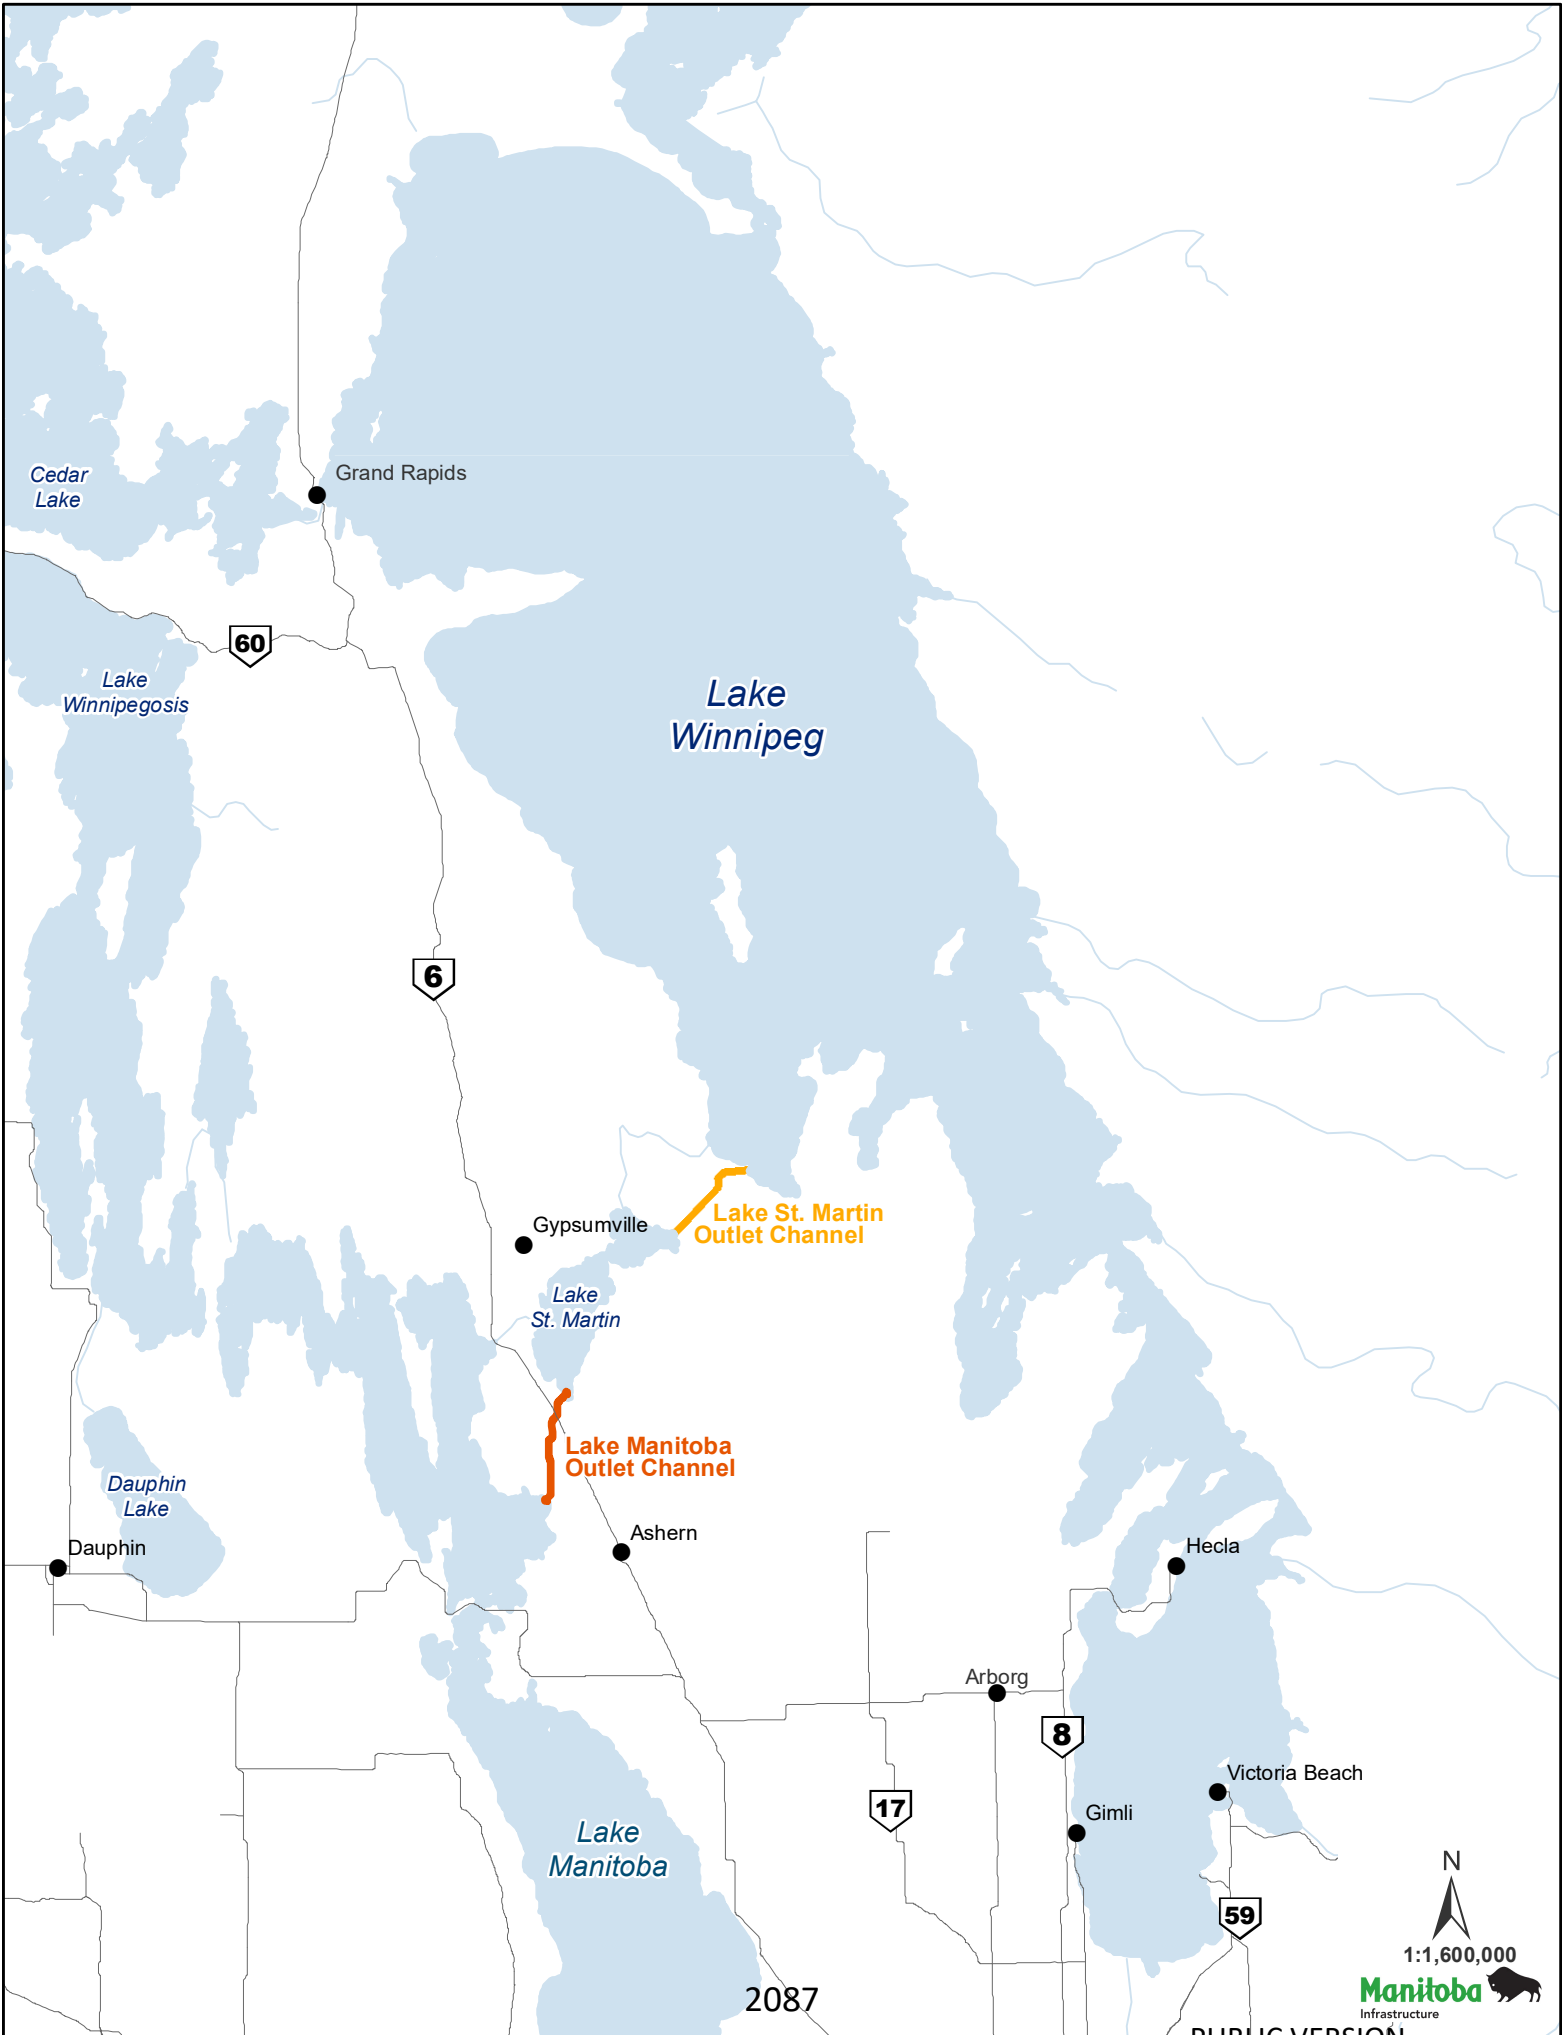 Grand Rapids
Cedar
Lake
60
Lake
Winnipegosis
Lake
Winnipeg
6
Lake St. Martin
Outlet Channel
Gypsumville
Lake
St. Martin
Lake Manitoba
Outlet Channel
Dauphin
Lake
Dauphin
Ashern
Hecla
Arborg
8
Victoria Beach
17
Gimli
Lake
Manitoba
N
59
1:1,600,000
Manitoba
Infrastructure
2087
PUBLIC VERSION